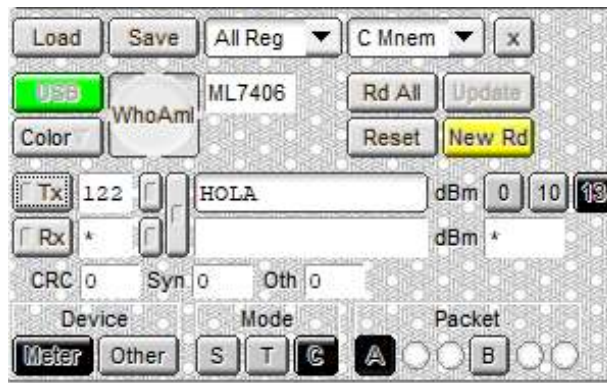 Load Save All Reg C Mnem x
USB WhoAmI ML7406 Rd All Update
Color Reset New Rd
Tx 122 HOLA dBm 0 10 13
Rx * dBm *
CRC 0 Syn 0 Oth 0
Device Mode Packet
Meter Other S T C A B